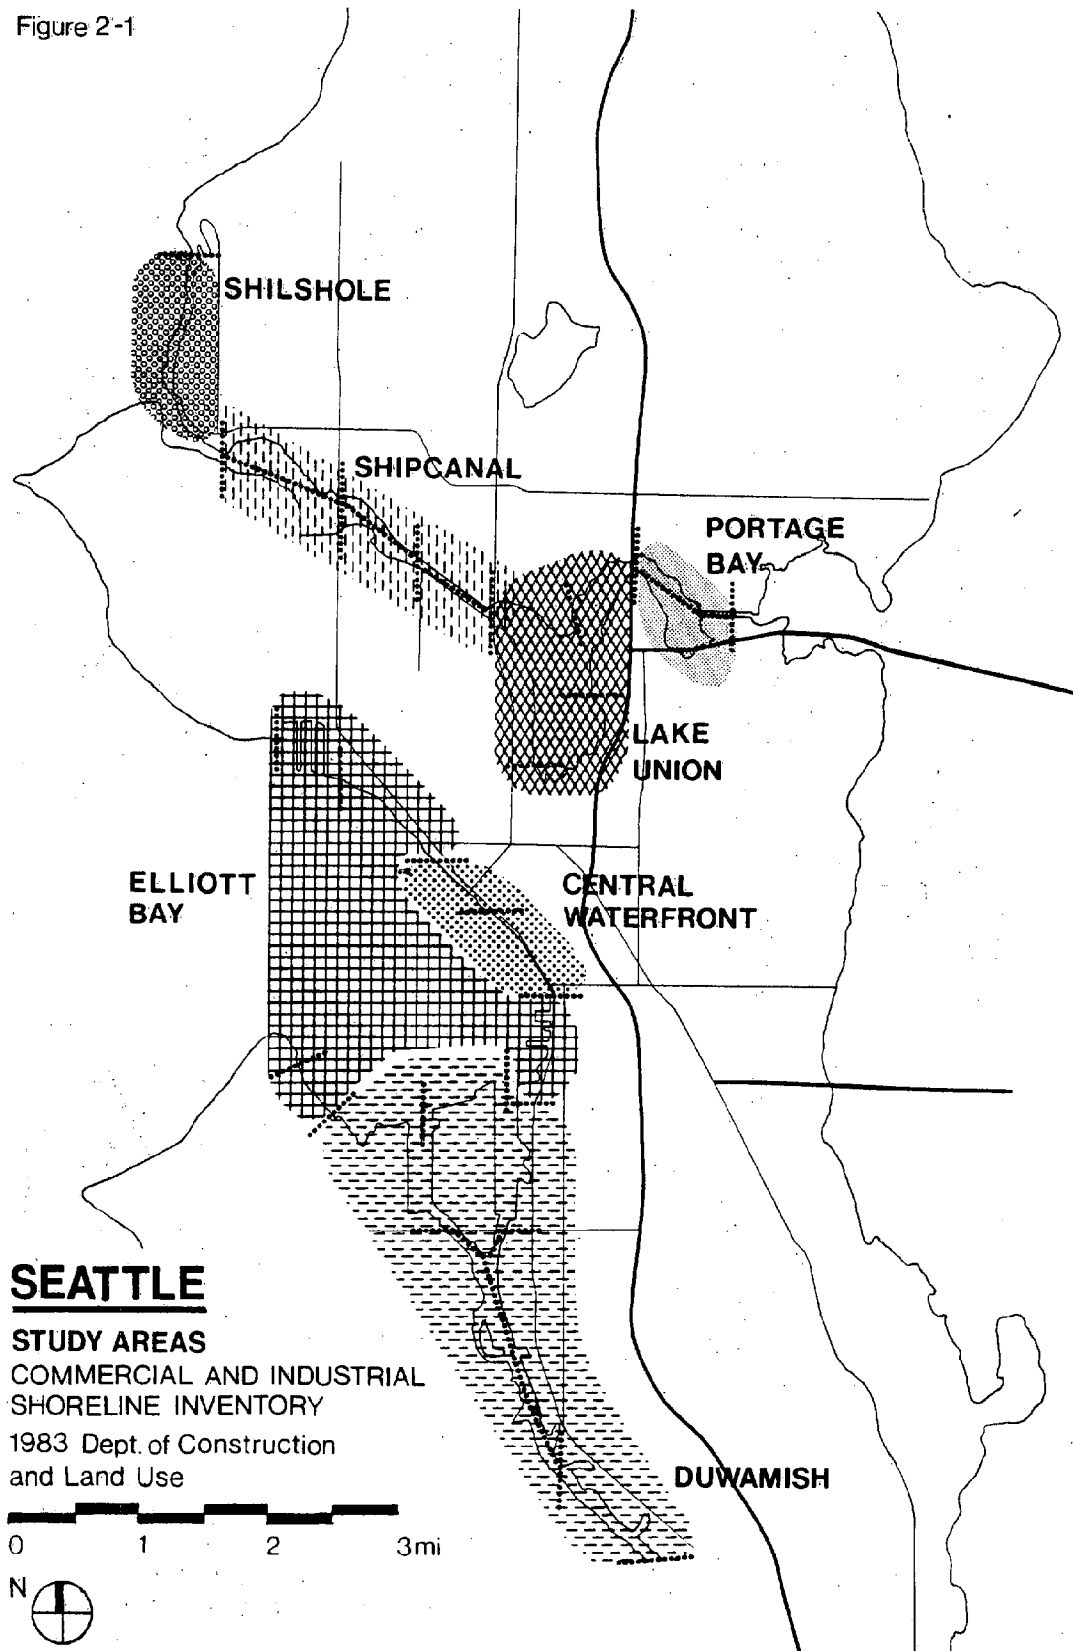 Figure 2-1
SHILSHOLE
SHIPCANAL
PORTAGE
BAY
LAKE
UNION
ELLIOTT
BAY
CENTRAL
WATERFRONT
SEATTLE
STUDY AREAS
COMMERCIAL AND INDUSTRIAL
SHORELINE INVENTORY
1983 Dept. of Construction
and Land Use
DUWAMISH
0 1 2 3mi
N